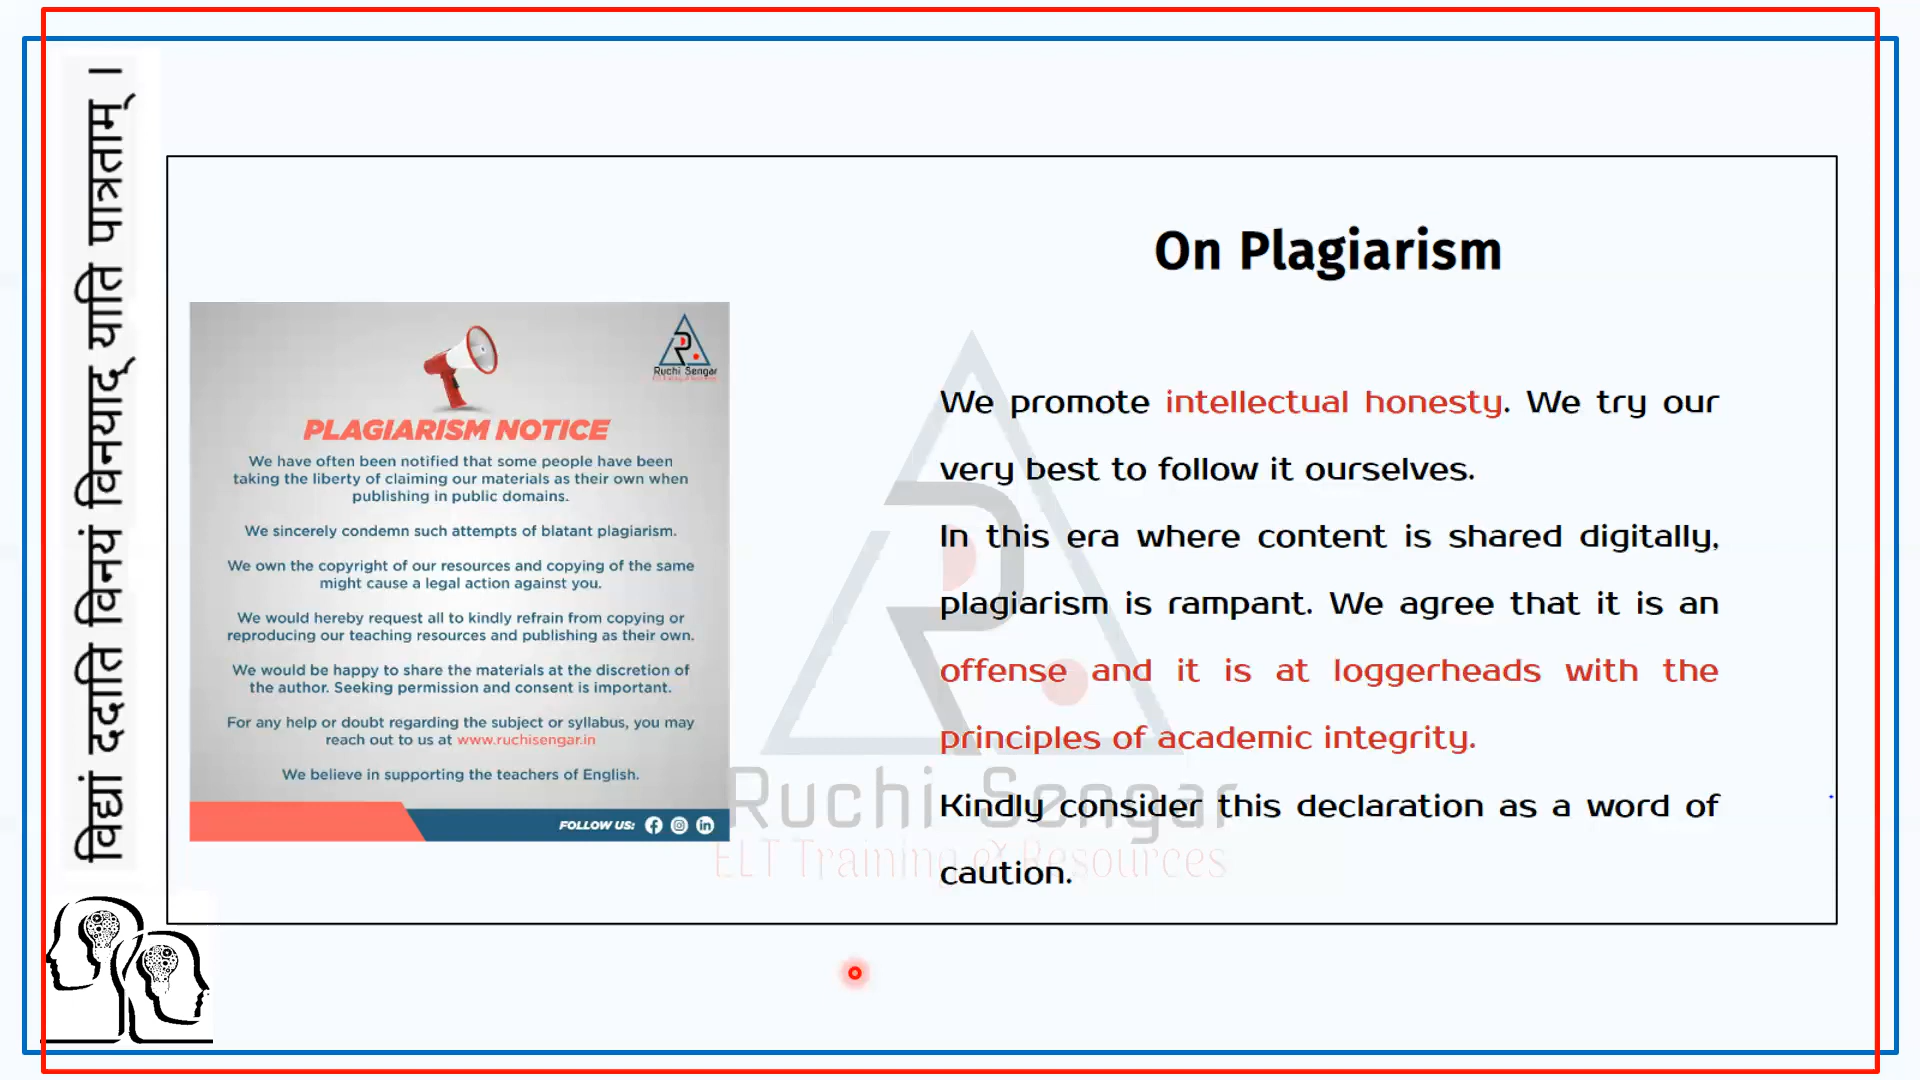 विद्यां ददाति विनयं विनयाद् याति पात्रताम् ।
On Plagiarism
Ruchi Sengar
ELT Training & Resources
PLAGIARISM NOTICE
We have often been notified that some people have been
taking the liberty of claiming our materials as their own when
publishing in public domains.
We sincerely condemn such attempts of blatant plagiarism.
We own the copyright of our resources and copying of the same
might cause a legal action against you.
We would hereby request all to kindly refrain from copying or
reproducing our teaching resources and publishing as their own.
We would be happy to share the materials at the discretion of
the author. Seeking permission and consent is important.
For any help or doubt regarding the subject or syllabus, you may
reach out to us at www.ruchisengar.in
We believe in supporting the teachers of English.
FOLLOW US:
We promote intellectual honesty. We try our
very best to follow it ourselves.
In this era where content is shared digitally,
plagiarism is rampant. We agree that it is an
offense and it is at loggerheads with the
principles of academic integrity.
Kindly consider this declaration as a word of
caution.
Ruchi Sengar
ELT Training & Resources